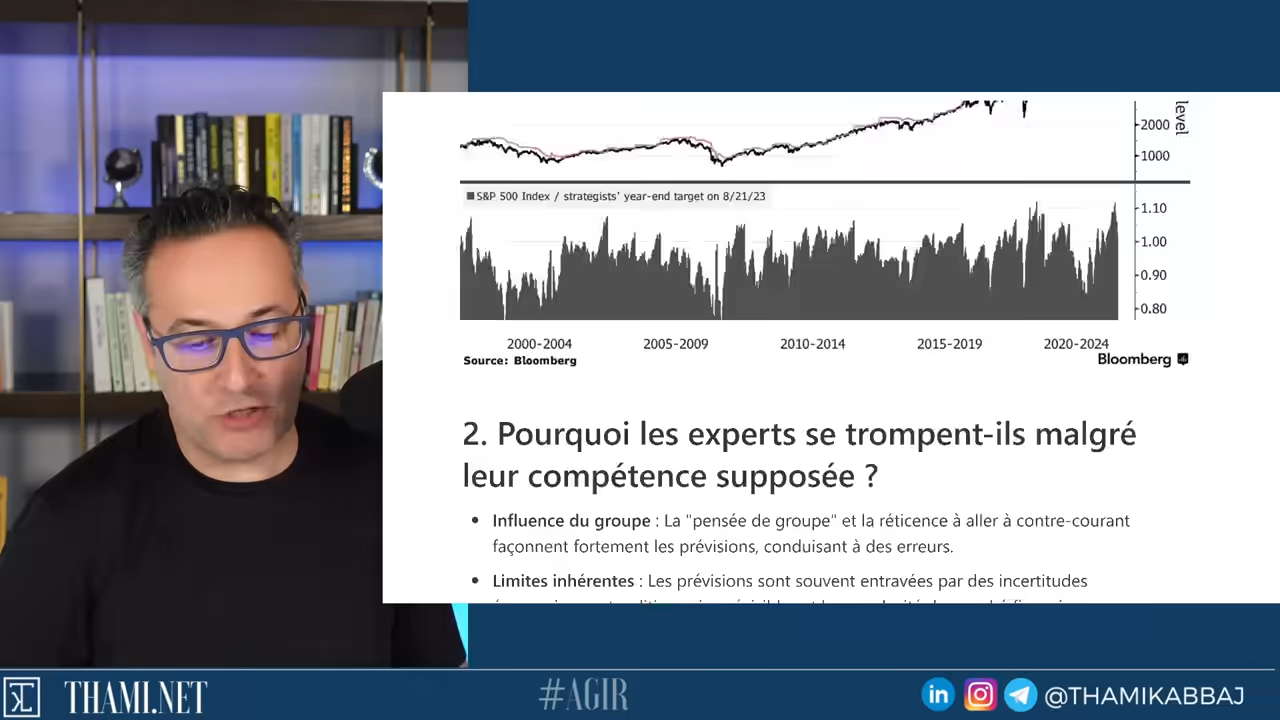 level
2000
1000
S&P 500 Index / strategists' year-end target on 8/21/23
1.10
1.00
0.90
0.80
2000-2004 2005-2009 2010-2014 2015-2019 2020-2024
Source: Bloomberg
Bloomberg
2. Pourquoi les experts se trompent-ils malgré
leur compétence supposée ?
• Influence du groupe : La "pensée de groupe" et la réticence à aller à contre-courant
façonnent fortement les prévisions, conduisant à des erreurs.
• Limites inhérentes : Les prévisions sont souvent entravées par des incertitudes
THAMI.NET
#AGIR
@THAMIKABBAJ